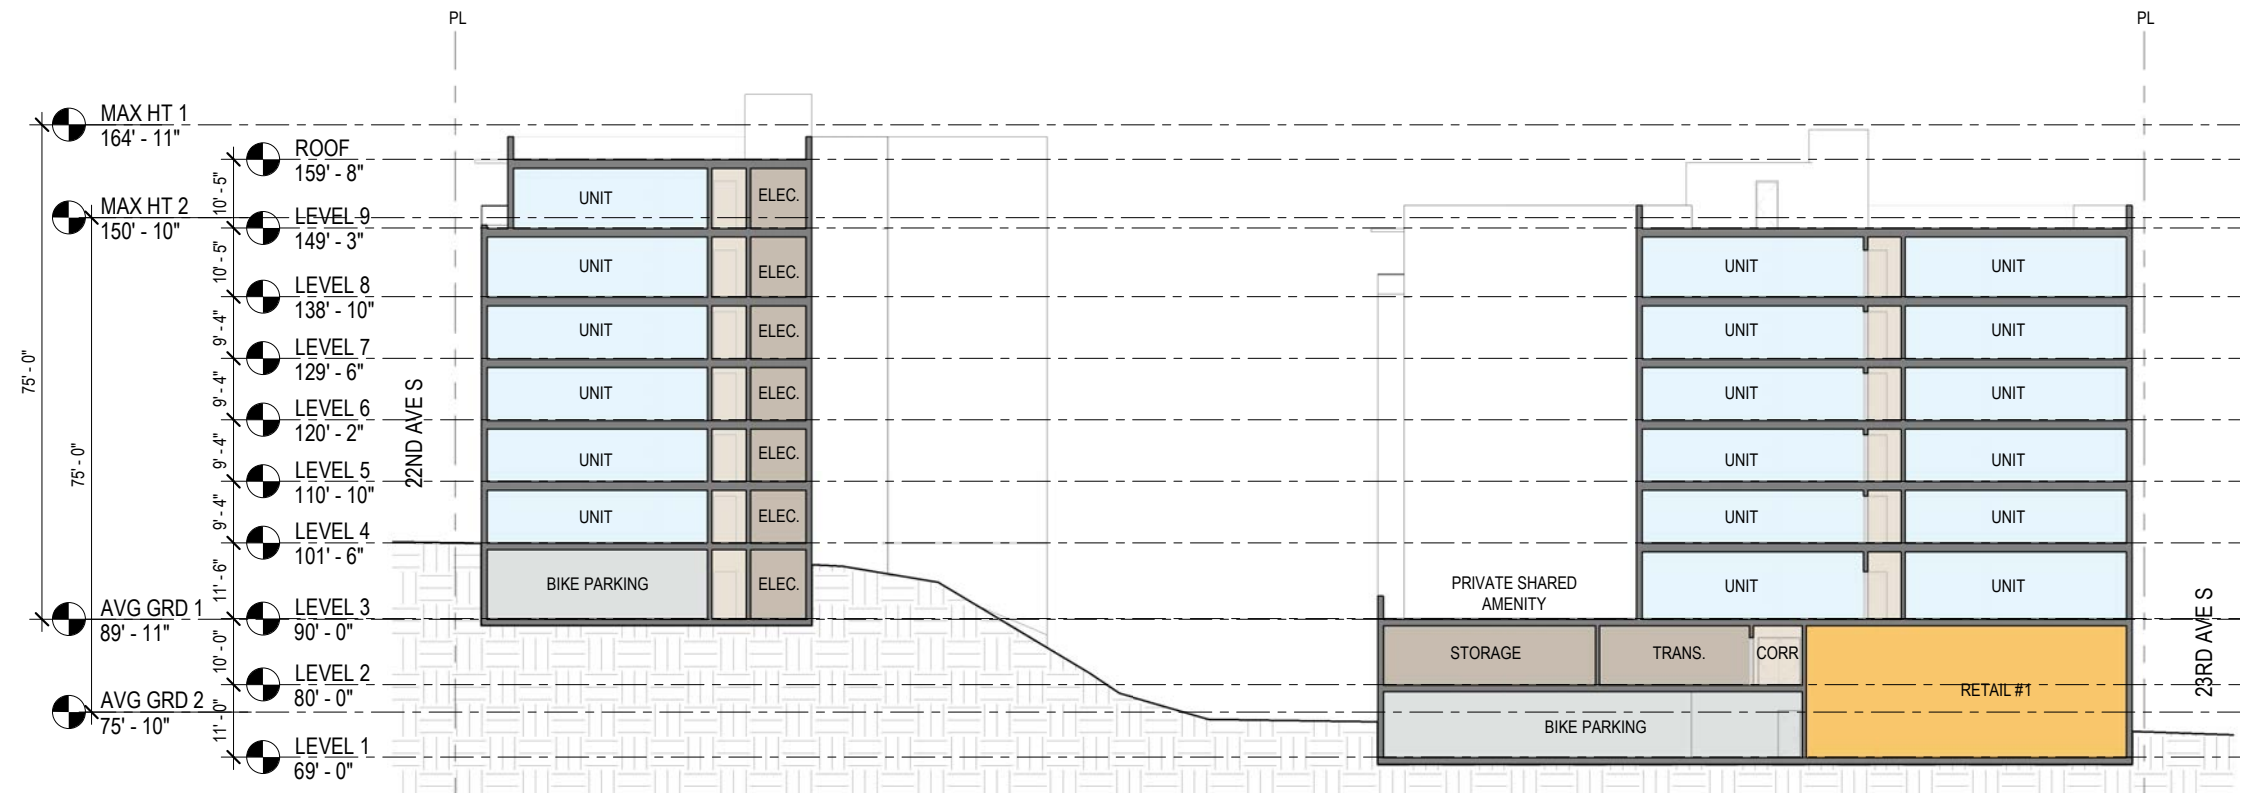 PL
PL
MAX HT 1
164' - 11"
ROOF
159' - 8"
10' - 5"
UNIT
ELEC.
MAX HT 2
150' - 10"
LEVEL 9
149' - 3"
10' - 5"
UNIT
ELEC.
UNIT
UNIT
LEVEL 8
138' - 10"
9' - 4"
UNIT
ELEC.
UNIT
UNIT
LEVEL 7
129' - 6"
75' - 0"
9' - 4"
UNIT
ELEC.
UNIT
UNIT
LEVEL 6
120' - 2"
22ND AVE S
75' - 0"
9' - 4"
UNIT
ELEC.
UNIT
UNIT
LEVEL 5
110' - 10"
9' - 4"
UNIT
ELEC.
UNIT
UNIT
LEVEL 4
101' - 6"
11' - 6"
BIKE PARKING
ELEC.
PRIVATE SHARED
AMENITY
UNIT
UNIT
AVG GRD 1
89' - 11"
LEVEL 3
90' - 0"
10' - 0"
STORAGE
TRANS.
CORR
23RD AVE S
LEVEL 2
80' - 0"
RETAIL #1
AVG GRD 2
75' - 10"
11' - 0"
BIKE PARKING
LEVEL 1
69' - 0"